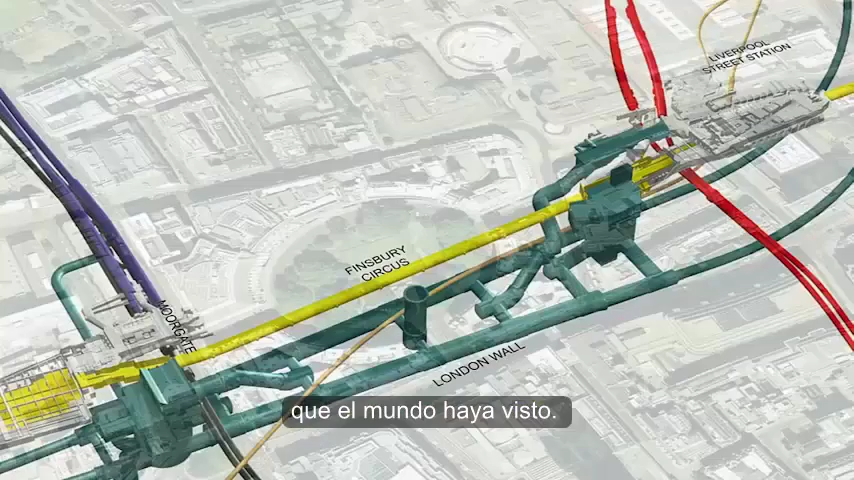 LIVERPOOL
STREET STATION
FINSBURY
CIRCUS
MOORGATE
LONDON WALL
que el mundo haya visto.